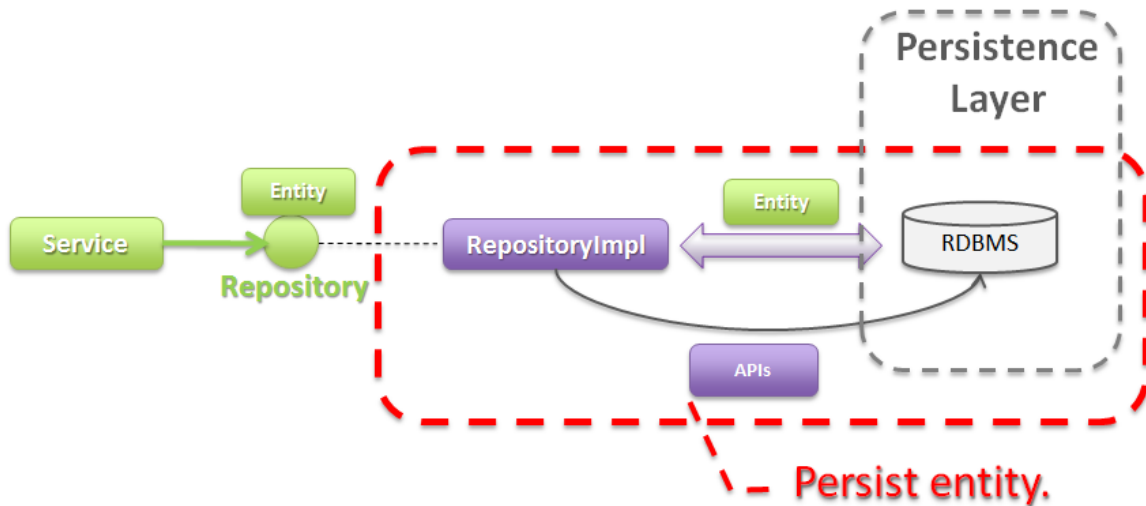 Persistence
Layer
Entity
Entity
Service
RepositoryImpl
RDBMS
Repository
APIs
Persist entity.